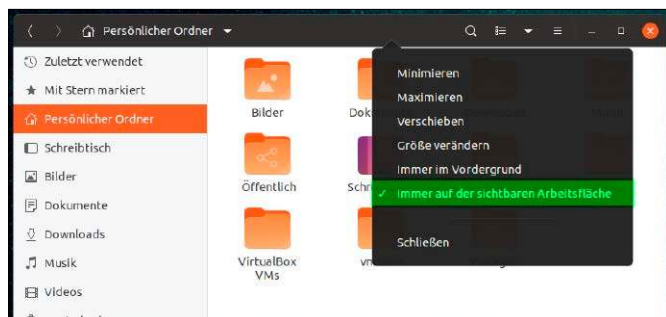 Persönlicher Ordner
Zuletzt verwendet
Mit Stern markiert
Persönlicher Ordner
Schreibtisch
Bilder
Dokumente
Downloads
Musik
Videos
Bilder
Dok
Öffentlich
Schr
VirtualBox
VMs
Minimieren
Maximieren
Verschieben
Größe verändern
Immer im Vordergrund
Immer auf der sichtbaren Arbeitsfläche
Schließen